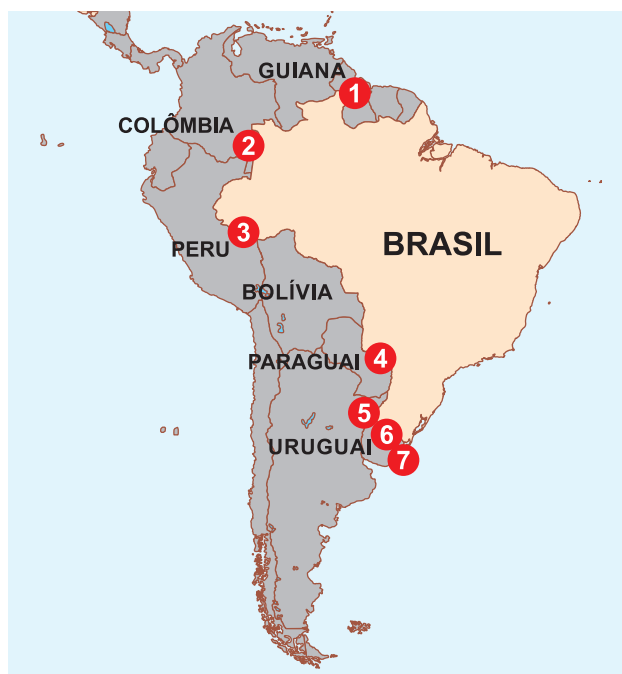 GUIANA
1
COLÔMBIA
2
3
PERU
BRASIL
BOLÍVIA
PARAGUAI
4
5
6
URUGUAI
7